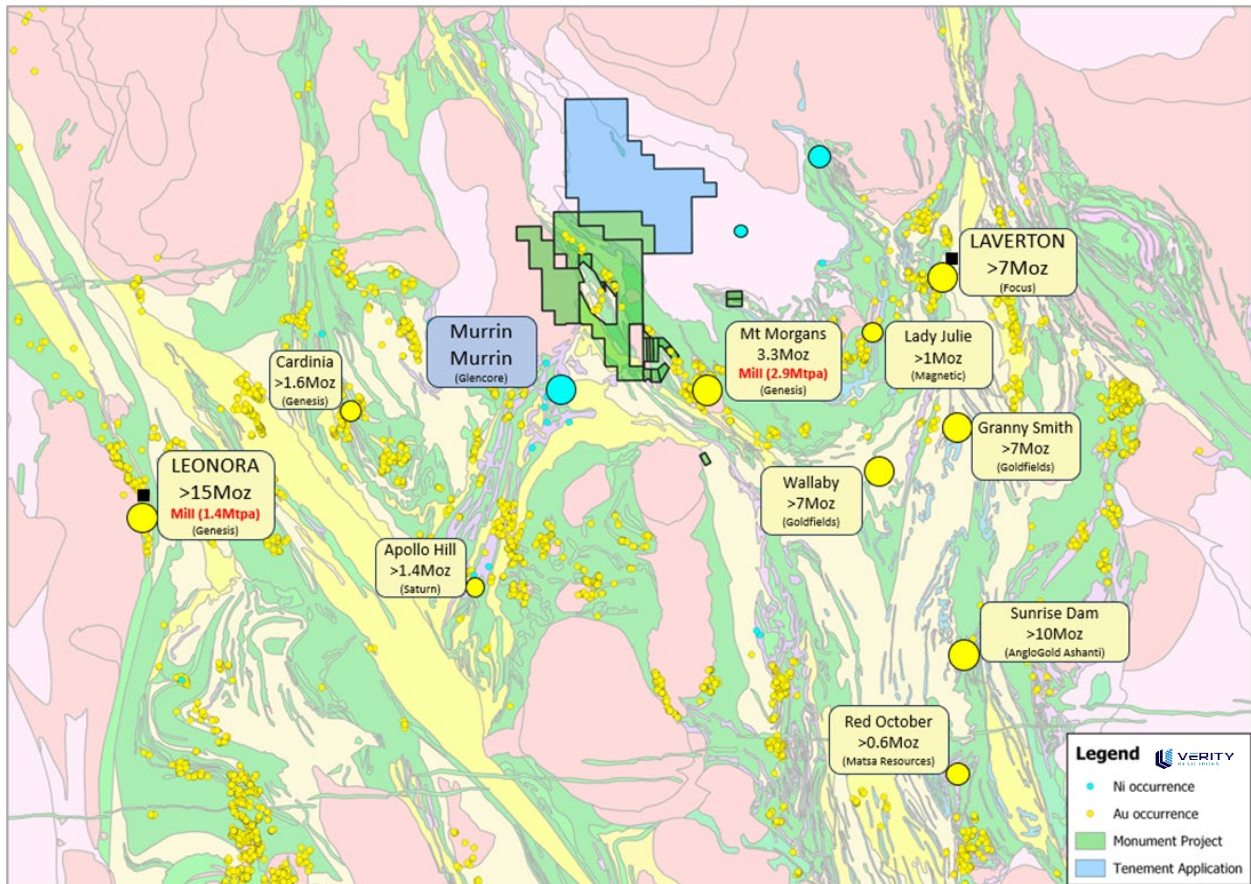 LAVERTON
>7Moz
(Focus)
Murrin
Murrin
(Glencore)
Mt Morgans
3.3Moz
Mill (2.9Mtpa)
(Genesis)
Lady Julie
>1Moz
(Magnetic)
Cardinia
>1.6Moz
(Genesis)
Granny Smith
>7Moz
(Goldfields)
LEONORA
>15Moz
Mill (1.4Mtpa)
(Genesis)
Wallaby
>7Moz
(Goldfields)
Apollo Hill
>1.4Moz
(Saturn)
Sunrise Dam
>10Moz
(AngloGold Ashanti)
Red October
>0.6Moz
(Matsa Resources)
Legend
VERITY
RESOURCES
Ni occurrence
Au occurrence
Monument Project
Tenement Application